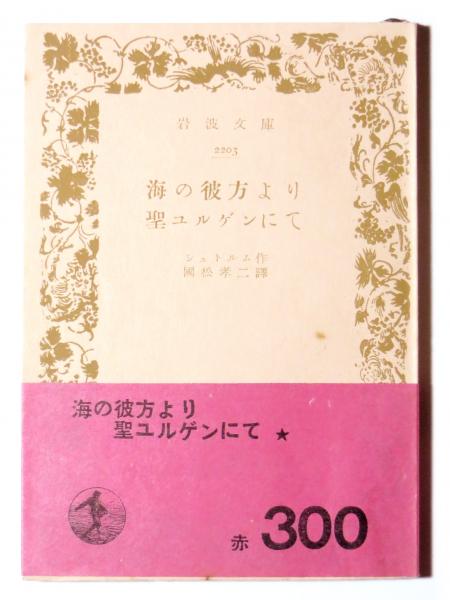 岩波文庫
2203
海の彼方より
聖ユルゲンにて
シュトルム作
國松孝二譯
海の彼方より
聖ユルゲンにて ★
赤 300